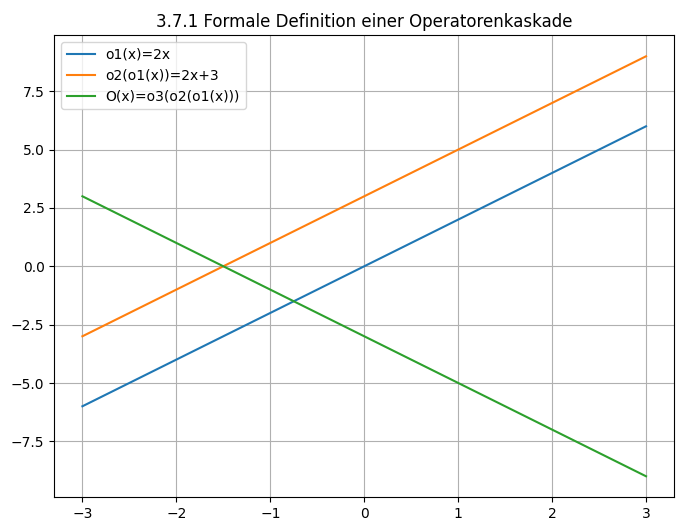 3.7.1 Formale Definition einer Operatorenkaskade
o1(x)=2x
o2(o1(x))=2x+3
O(x)=o3(o2(o1(x)))
7.5
5.0
2.5
0.0
−2.5
−5.0
−7.5
−3 −2 −1 0 1 2 3